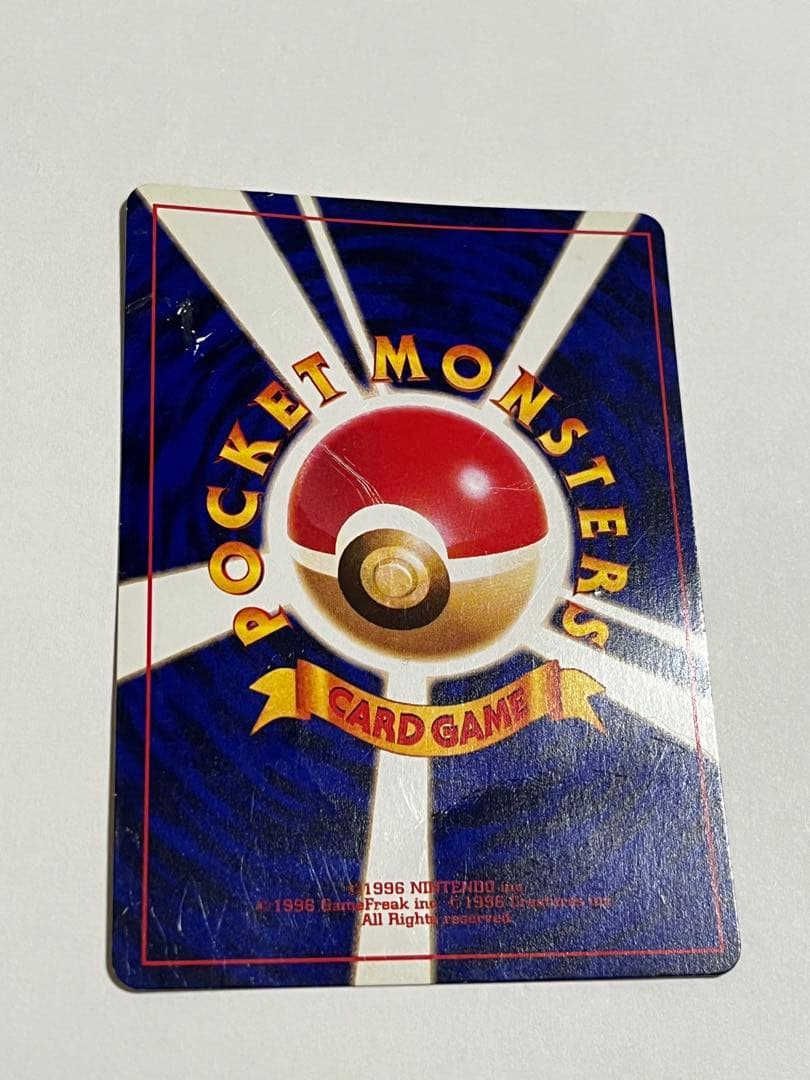 POCKET MONSTERS
CARD GAME
©1996 NINTENDO inc
©1996 GameFreak inc ©1996 Creatures inc
All Rights reserved